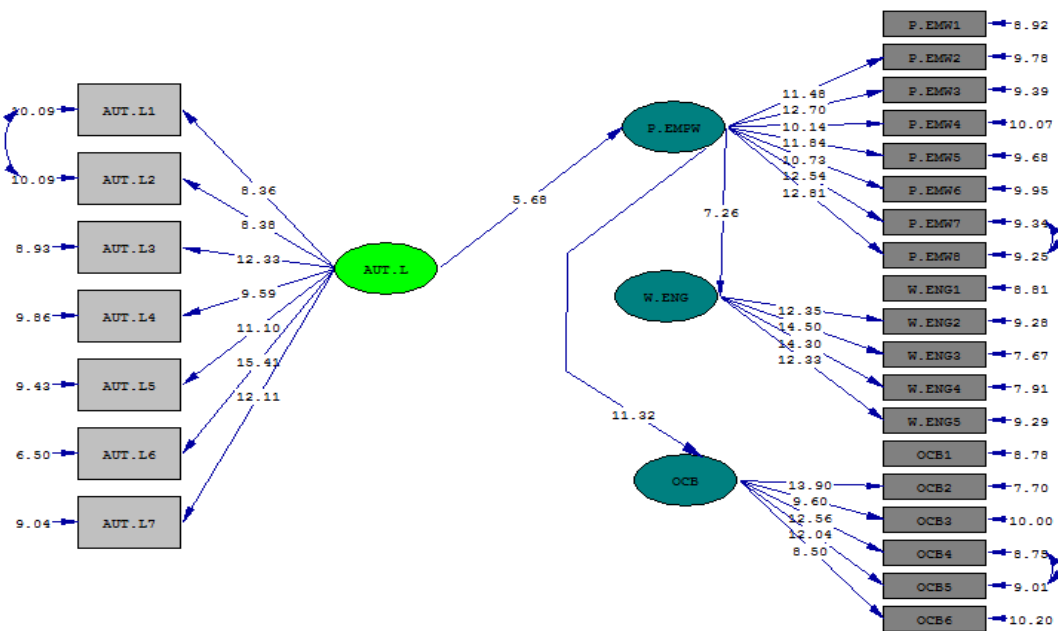 10.09 AUT.L1
10.09 AUT.L2
8.93 AUT.L3
9.86 AUT.L4
9.43 AUT.L5
6.50 AUT.L6
9.04 AUT.L7
8.36
8.38
12.33
9.59
11.10
15.41
12.11
AUT.L
5.68
P.EMPW
7.26
W.ENG
11.32
OCB
11.48
12.70
10.14
11.84
10.73
12.54
12.81
12.35
14.50
14.30
12.33
13.90
9.60
12.56
12.04
8.50
P.EMW1 8.92
P.EMW2 9.78
P.EMW3 9.39
P.EMW4 10.07
P.EMW5 9.68
P.EMW6 9.95
P.EMW7 9.34
P.EMW8 9.25
W.ENG1 8.81
W.ENG2 9.28
W.ENG3 7.67
W.ENG4 7.91
W.ENG5 9.29
OCB1 8.78
OCB2 7.70
OCB3 10.00
OCB4
OCB5 9.01
OCB6 10.20